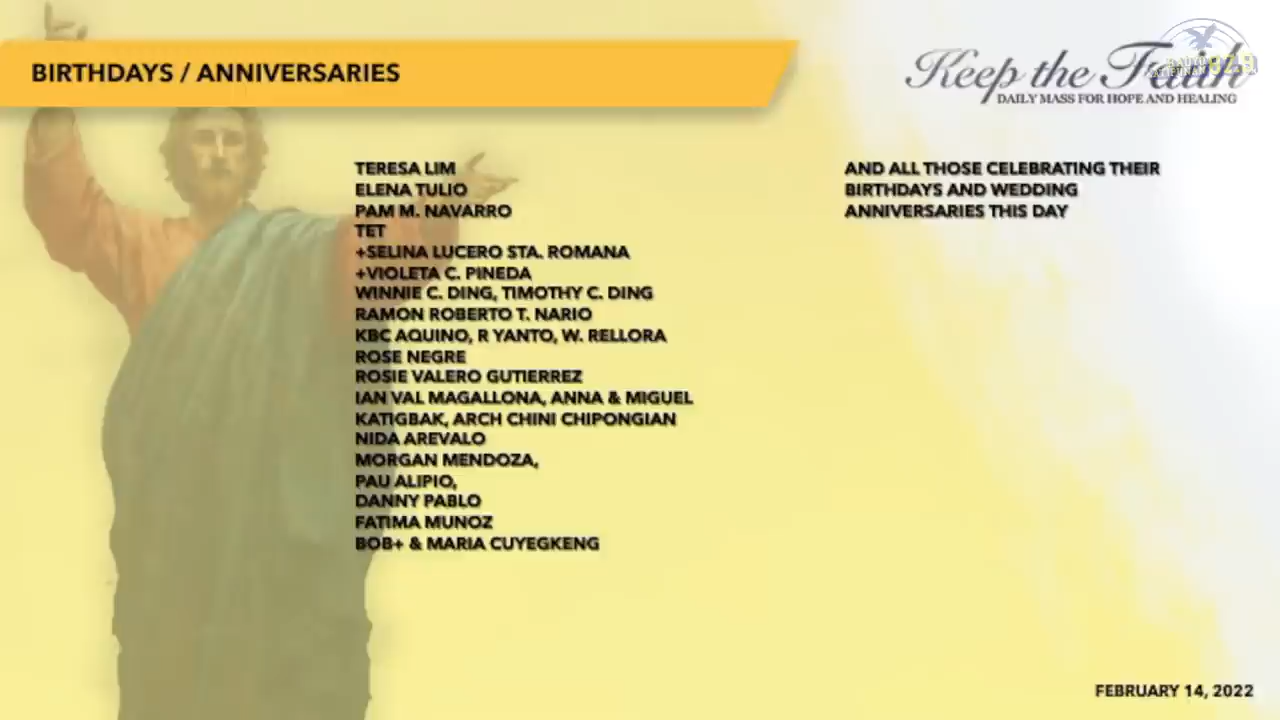 BIRTHDAYS / ANNIVERSARIES
Keep the Faith
DAILY MASS FOR HOPE AND HEALING
92.9
TERESA LIM
ELENA TULIO
PAM M. NAVARRO
TET
+SELINA LUCERO STA. ROMANA
+VIOLETA C. PINEDA
WINNIE C. DING, TIMOTHY C. DING
RAMON ROBERTO T. NARIO
KBC AQUINO, R YANTO, W. RELLORA
ROSE NEGRE
ROSIE VALERO GUTIERREZ
IAN VAL MAGALLONA, ANNA & MIGUEL
KATIGBAK, ARCH CHINI CHIPONGIAN
NIDA AREVALO
MORGAN MENDOZA,
PAU ALIPIO,
DANNY PABLO
FATIMA MUNOZ
BOB+ & MARIA CUYEGKENG
AND ALL THOSE CELEBRATING THEIR
BIRTHDAYS AND WEDDING
ANNIVERSARIES THIS DAY
FEBRUARY 14, 2022